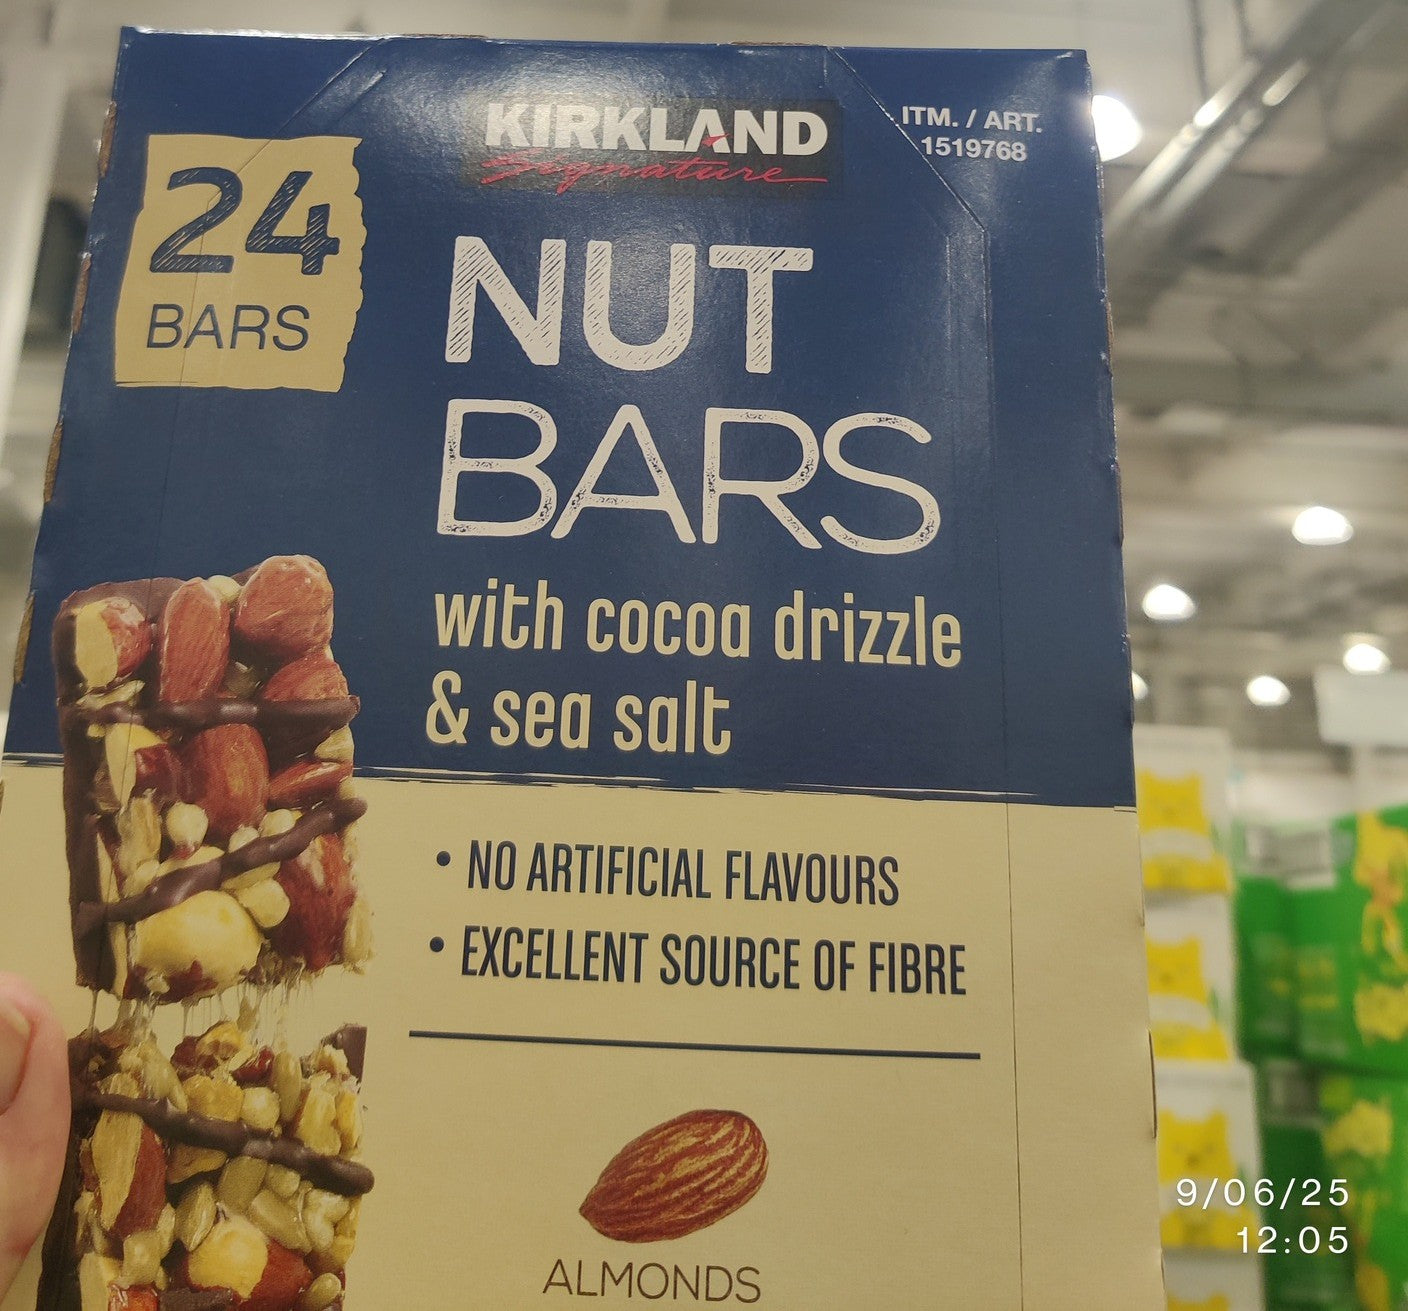 KIRKLAND
Signature
ITM. / ART.
1519768
24
BARS
NUT
BARS
with cocoa drizzle
& sea salt
• NO ARTIFICIAL FLAVOURS
• EXCELLENT SOURCE OF FIBRE
ALMONDS
9/06/25
12:05